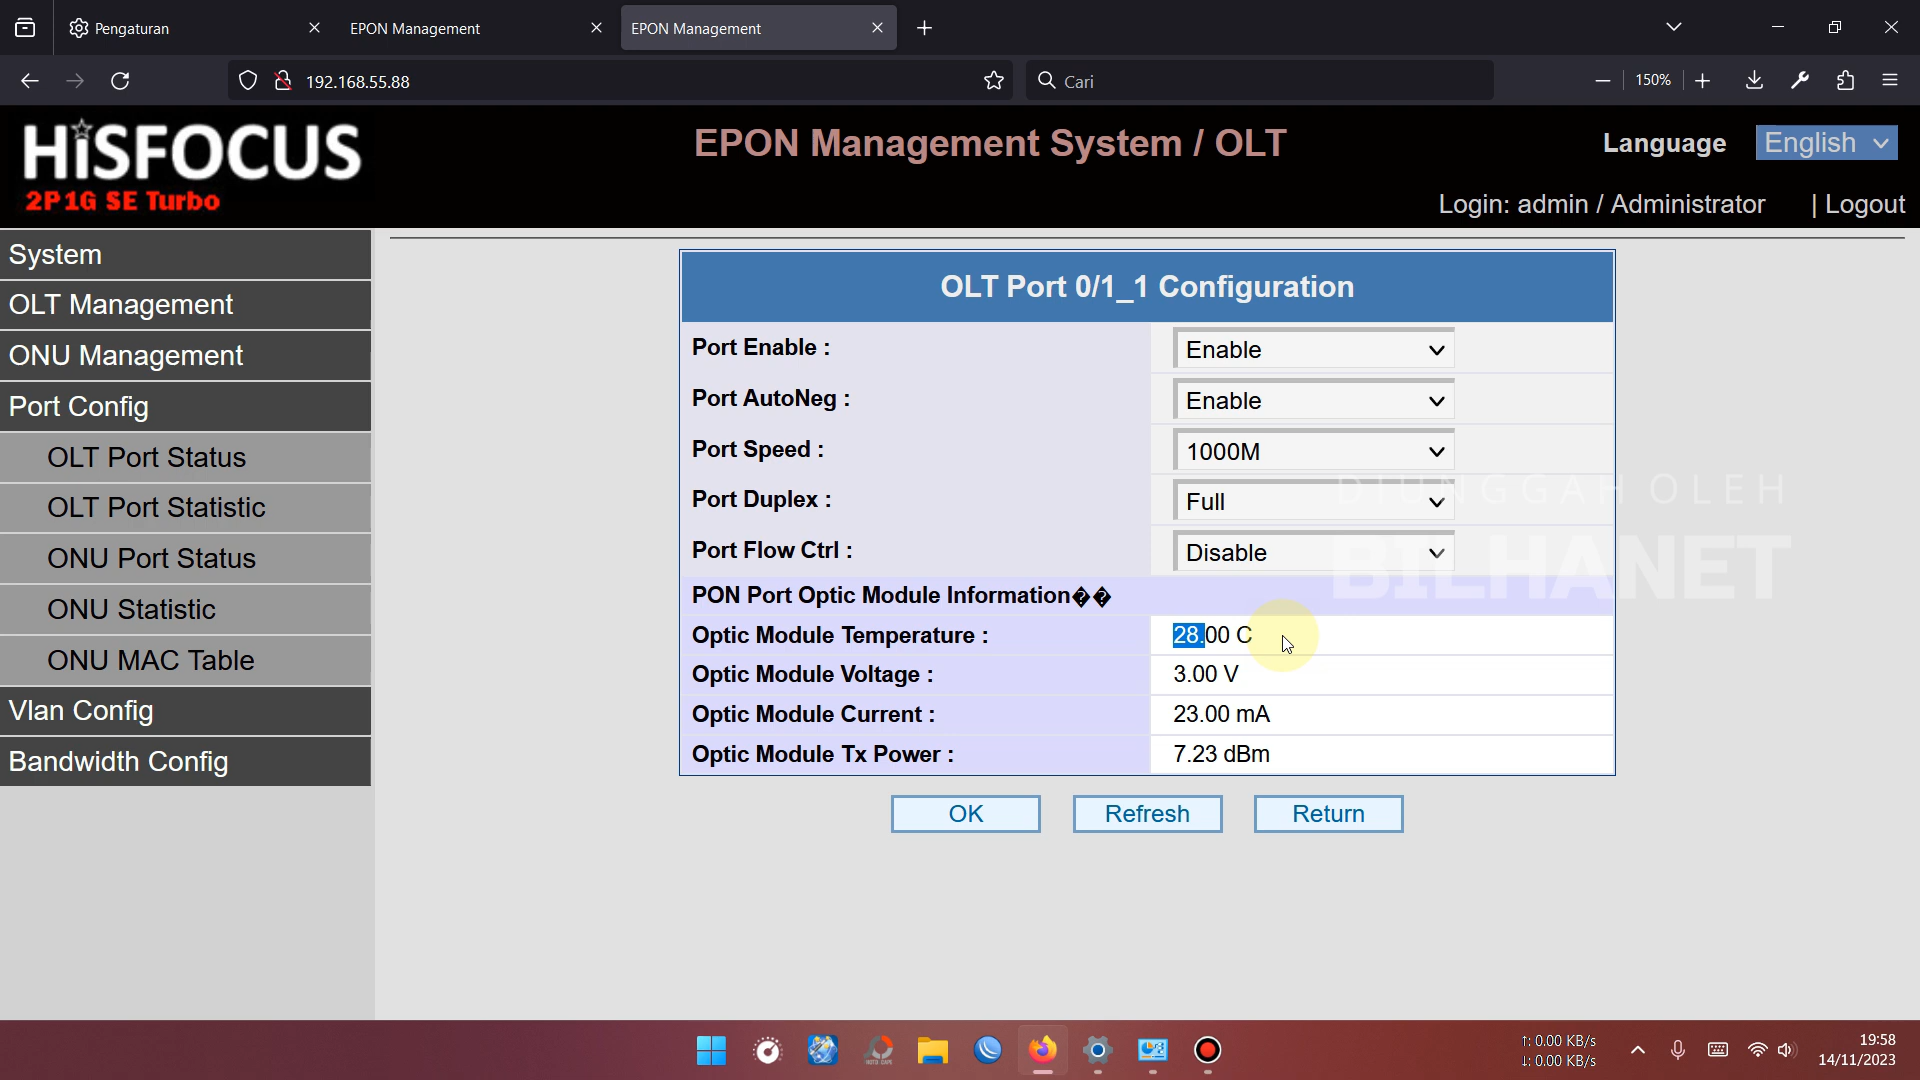 Pengaturan
EPON Management
EPON Management
192.168.55.88
Cari
150%
HiSFOCUS
2P1G SE Turbo
EPON Management System / OLT
Language English
Login: admin / Administrator | Logout
System
OLT Management
ONU Management
Port Config
OLT Port Status
OLT Port Statistic
ONU Port Status
ONU Statistic
ONU MAC Table
Vlan Config
Bandwidth Config
OLT Port 0/1_1 Configuration
Port Enable : Enable
Port AutoNeg : Enable
Port Speed : 1000M
Port Duplex : Full
Port Flow Ctrl : Disable
PON Port Optic Module Information��
Optic Module Temperature : 28.00 C
Optic Module Voltage : 3.00 V
Optic Module Current : 23.00 mA
Optic Module Tx Power : 7.23 dBm
OK Refresh Return
DIUNGGAH OLEH
BILHANET
↑: 0.00 KB/s
↓: 0.00 KB/s
19:58
14/11/2023